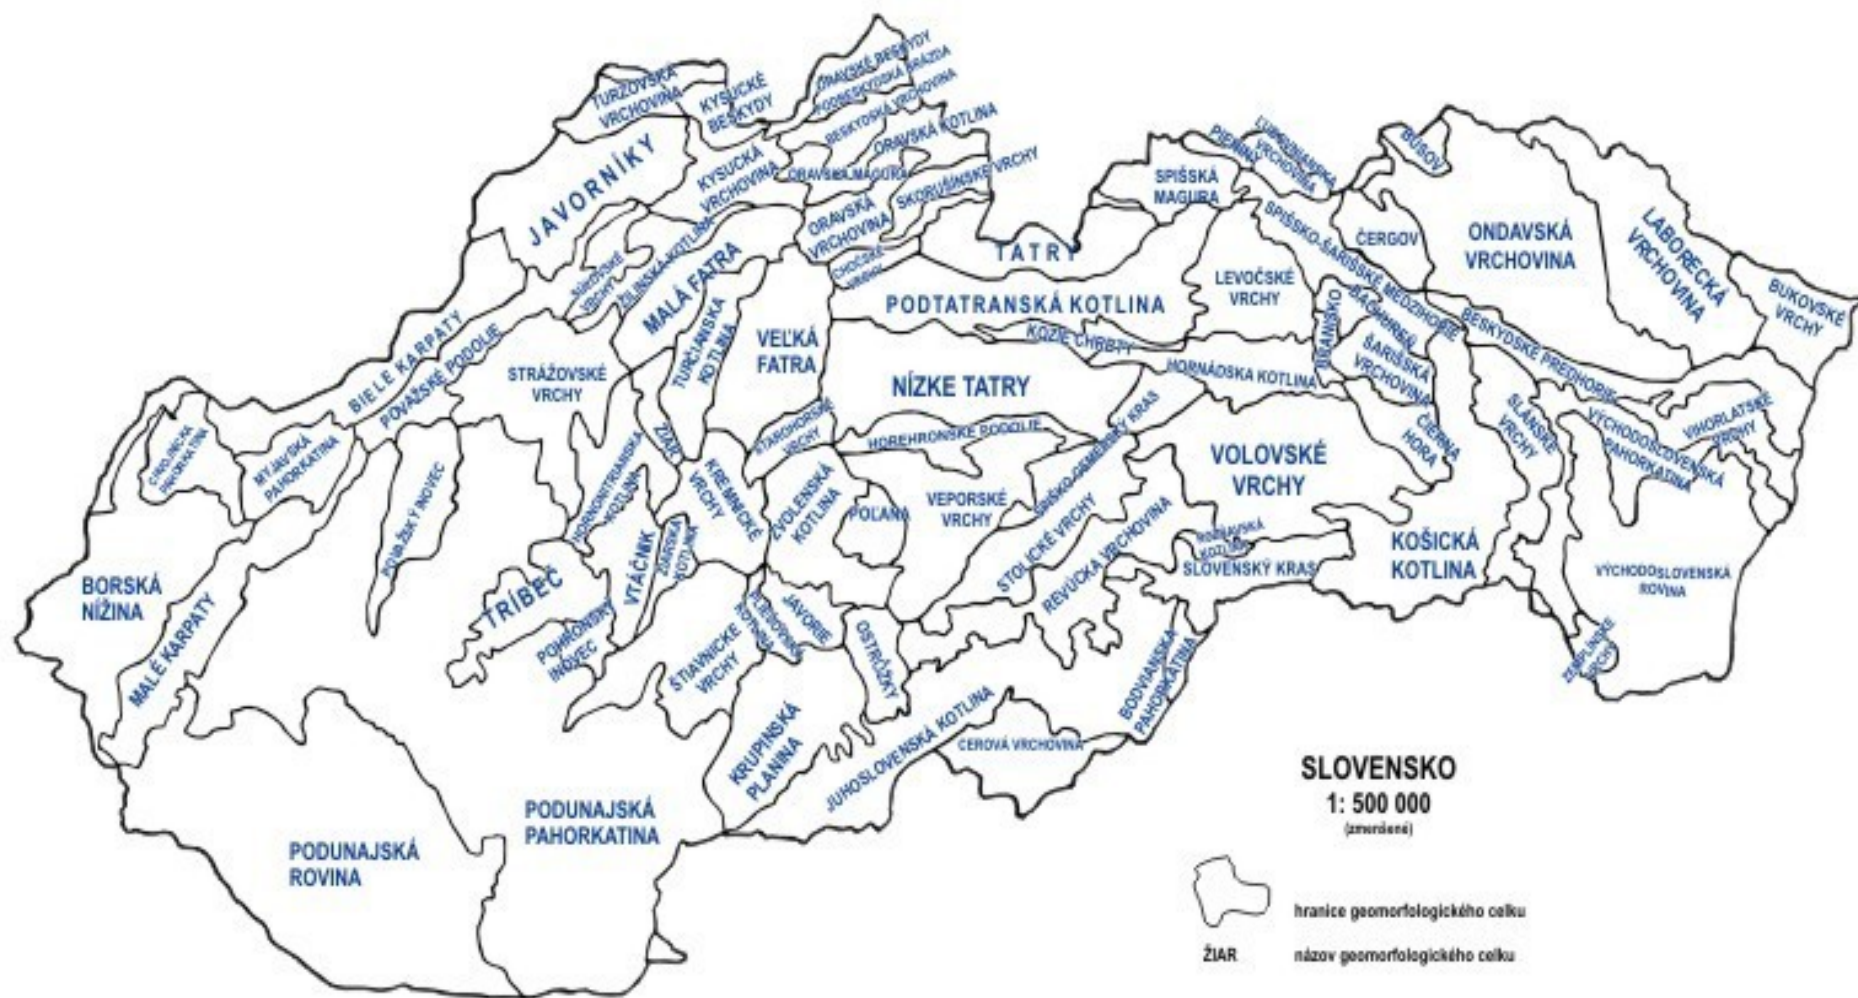 ORAVSKÉ BESKYDY
PODBESKYDSKÁ BRÁZDA
BESKYDSKÁ VRCHOVINA
TURZOVSKÁ
VRCHOVINA
KYSUCKÉ
BESKYDY
ORAVSKÁ KOTLINA
JAVORNÍKY
KYSUCKÁ
VRCHOVINA
ORAVSKÁ MAGURA
SKORUŠINSKÉ VRCHY
ORAVSKÁ
VRCHOVINA
PIENINY
ĽUBOVNIANSKA
VRCHOVINA
BUSOV
SPIŠSKÁ
MAGURA
SPIŠSKO-ŠARIŠSKÉ MEDZIHORIE
ČERGOV
ONDAVSKÁ
VRCHOVINA
LABORECKÁ
VRCHOVINA
BUKOVSKÉ
VRCHY
SÚĽOVSKÉ
VRCHY
ŽILINSKÁ KOTLINA
MALÁ FATRA
CHOČSKÉ
VRCHY
TATRY
PODTATRANSKÁ KOTLINA
LEVOČSKÉ
VRCHY
BACHUREŇ
BRANISKO
ŠARIŠSKÁ
VRCHOVINA
BESKYDSKÉ PREDHORIE
BIELE KARPATY
POVAŽSKÉ PODOLIE
STRÁŽOVSKÉ
VRCHY
TURČIANSKA
KOTLINA
VEĽKÁ
FATRA
KOZIE CHRBTY
NÍZKE TATRY
HORNÁDSKA KOTLINA
CHVOJNICKÁ
PAHORKATINA
MYJAVSKÁ
PAHORKATINA
POVAŽSKÝ INOVEC
HORNONITRIANSKA
KOTLINA
ŽIAR
KREMNICKÉ
VRCHY
STAROHORSKÉ
VRCHY
HOREHRONSKÉ PODOLIE
SPIŠSKO-GEMERSKÝ KRAS
VOLOVSKÉ
VRCHY
ČIERNA
HORA
SLANSKÉ
VRCHY
VÝCHODOSLOVENSKÁ
PAHORKATINA
VIHORLATSKÉ
VRCHY
ZVOLENSKÁ
KOTLINA
POĽANA
VEPORSKÉ
VRCHY
STOLICKÉ VRCHY
REVÚCKA VRCHOVINA
ROŽŇAVSKÁ
KOTLINA
SLOVENSKÝ KRAS
KOŠICKÁ
KOTLINA
VÝCHODOSLOVENSKÁ
ROVINA
BORSKÁ
NÍŽINA
MALÉ KARPATY
TRÍBEČ
VTÁČNIK
ŽIARSKA
KOTLINA
POHRONSKÝ
INOVEC
ŠTIAVNICKÉ
VRCHY
PLIEŠOVSKÁ
KOTLINA
JAVORIE
OSTRÔŽKY
KRUPINSKÁ
PLANINA
JUHOSLOVENSKÁ KOTLINA
CEROVÁ VRCHOVINA
BODVIANSKA
PAHORKATINA
ZEMPLÍNSKE
VRCHY
PODUNAJSKÁ
ROVINA
PODUNAJSKÁ
PAHORKATINA
SLOVENSKO
1: 500 000
(zmenšené)
hranice geomorfologického celku
ŽIAR názov geomorfologického celku